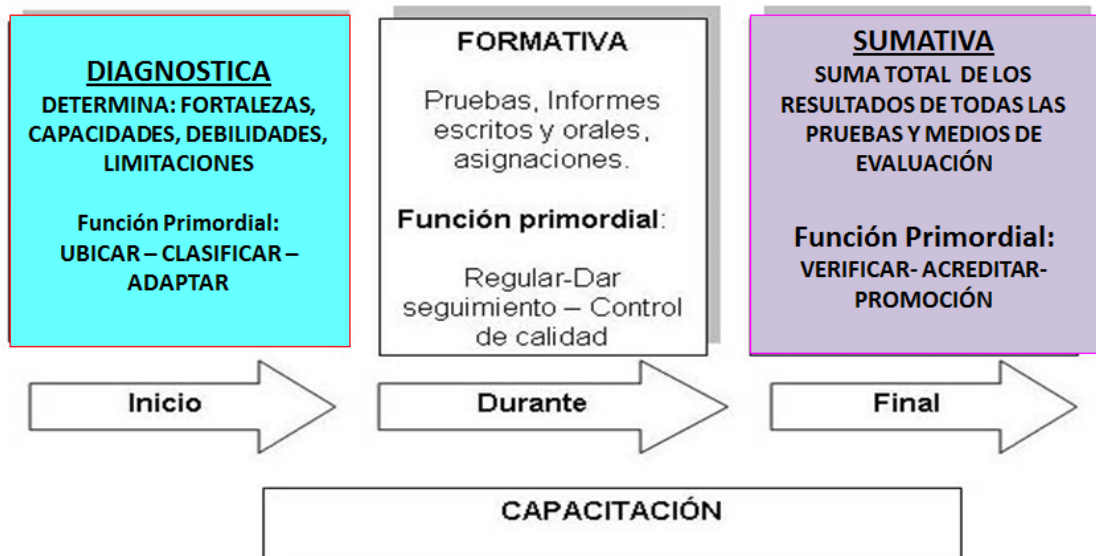 DIAGNOSTICA
DETERMINA: FORTALEZAS,
CAPACIDADES, DEBILIDADES,
LIMITACIONES
Función Primordial:
UBICAR – CLASIFICAR –
ADAPTAR
FORMATIVA
Pruebas, Informes
escritos y orales,
asignaciones.
Función primordial:
Regular-Dar
seguimiento – Control
de calidad
SUMATIVA
SUMA TOTAL DE LOS
RESULTADOS DE TODAS LAS
PRUEBAS Y MEDIOS DE
EVALUACIÓN
Función Primordial:
VERIFICAR- ACREDITAR-
PROMOCIÓN
Inicio
Durante
Final
CAPACITACIÓN